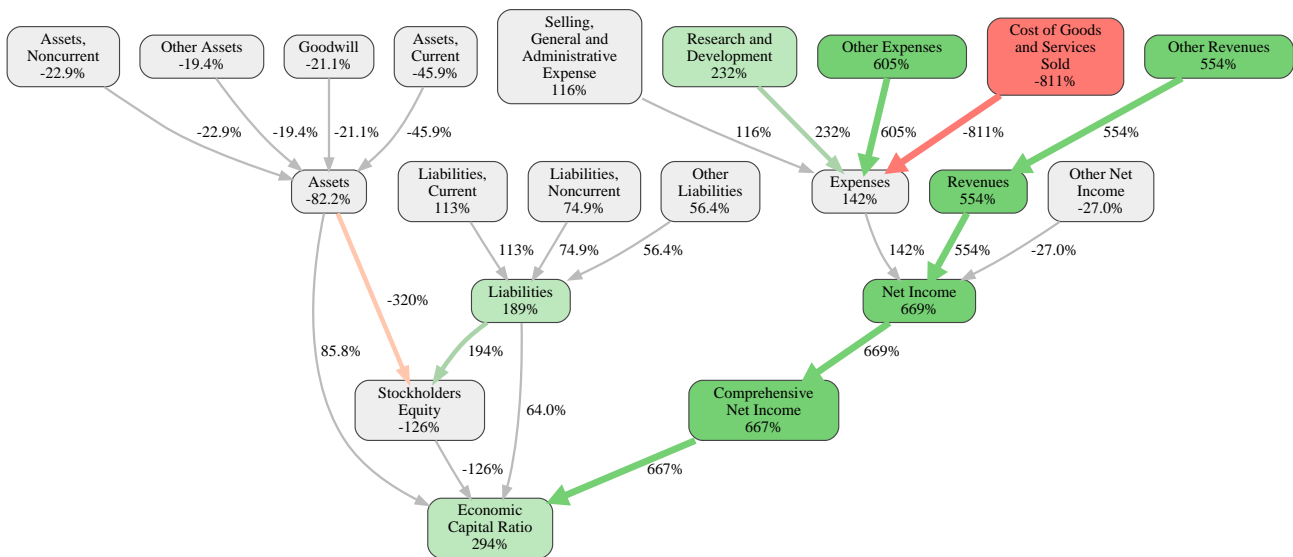 Assets,
Noncurrent
-22.9%
Other Assets
-19.4%
Goodwill
-21.1%
Assets,
Current
-45.9%
Selling,
General and
Administrative
Expense
116%
Research and
Development
232%
Other Expenses
605%
Cost of Goods
and Services
Sold
-811%
Other Revenues
554%
-22.9%
-19.4%
-21.1%
-45.9%
116%
232%
605%
-811%
554%
Assets
-82.2%
Liabilities,
Current
113%
Liabilities,
Noncurrent
74.9%
Other
Liabilities
56.4%
Expenses
142%
Revenues
554%
Other Net
Income
-27.0%
113%
74.9%
56.4%
142%
554%
-27.0%
Liabilities
189%
Net Income
669%
-320%
85.8%
194%
669%
Stockholders
Equity
-126%
64.0%
Comprehensive
Net Income
667%
-126%
667%
Economic
Capital Ratio
294%